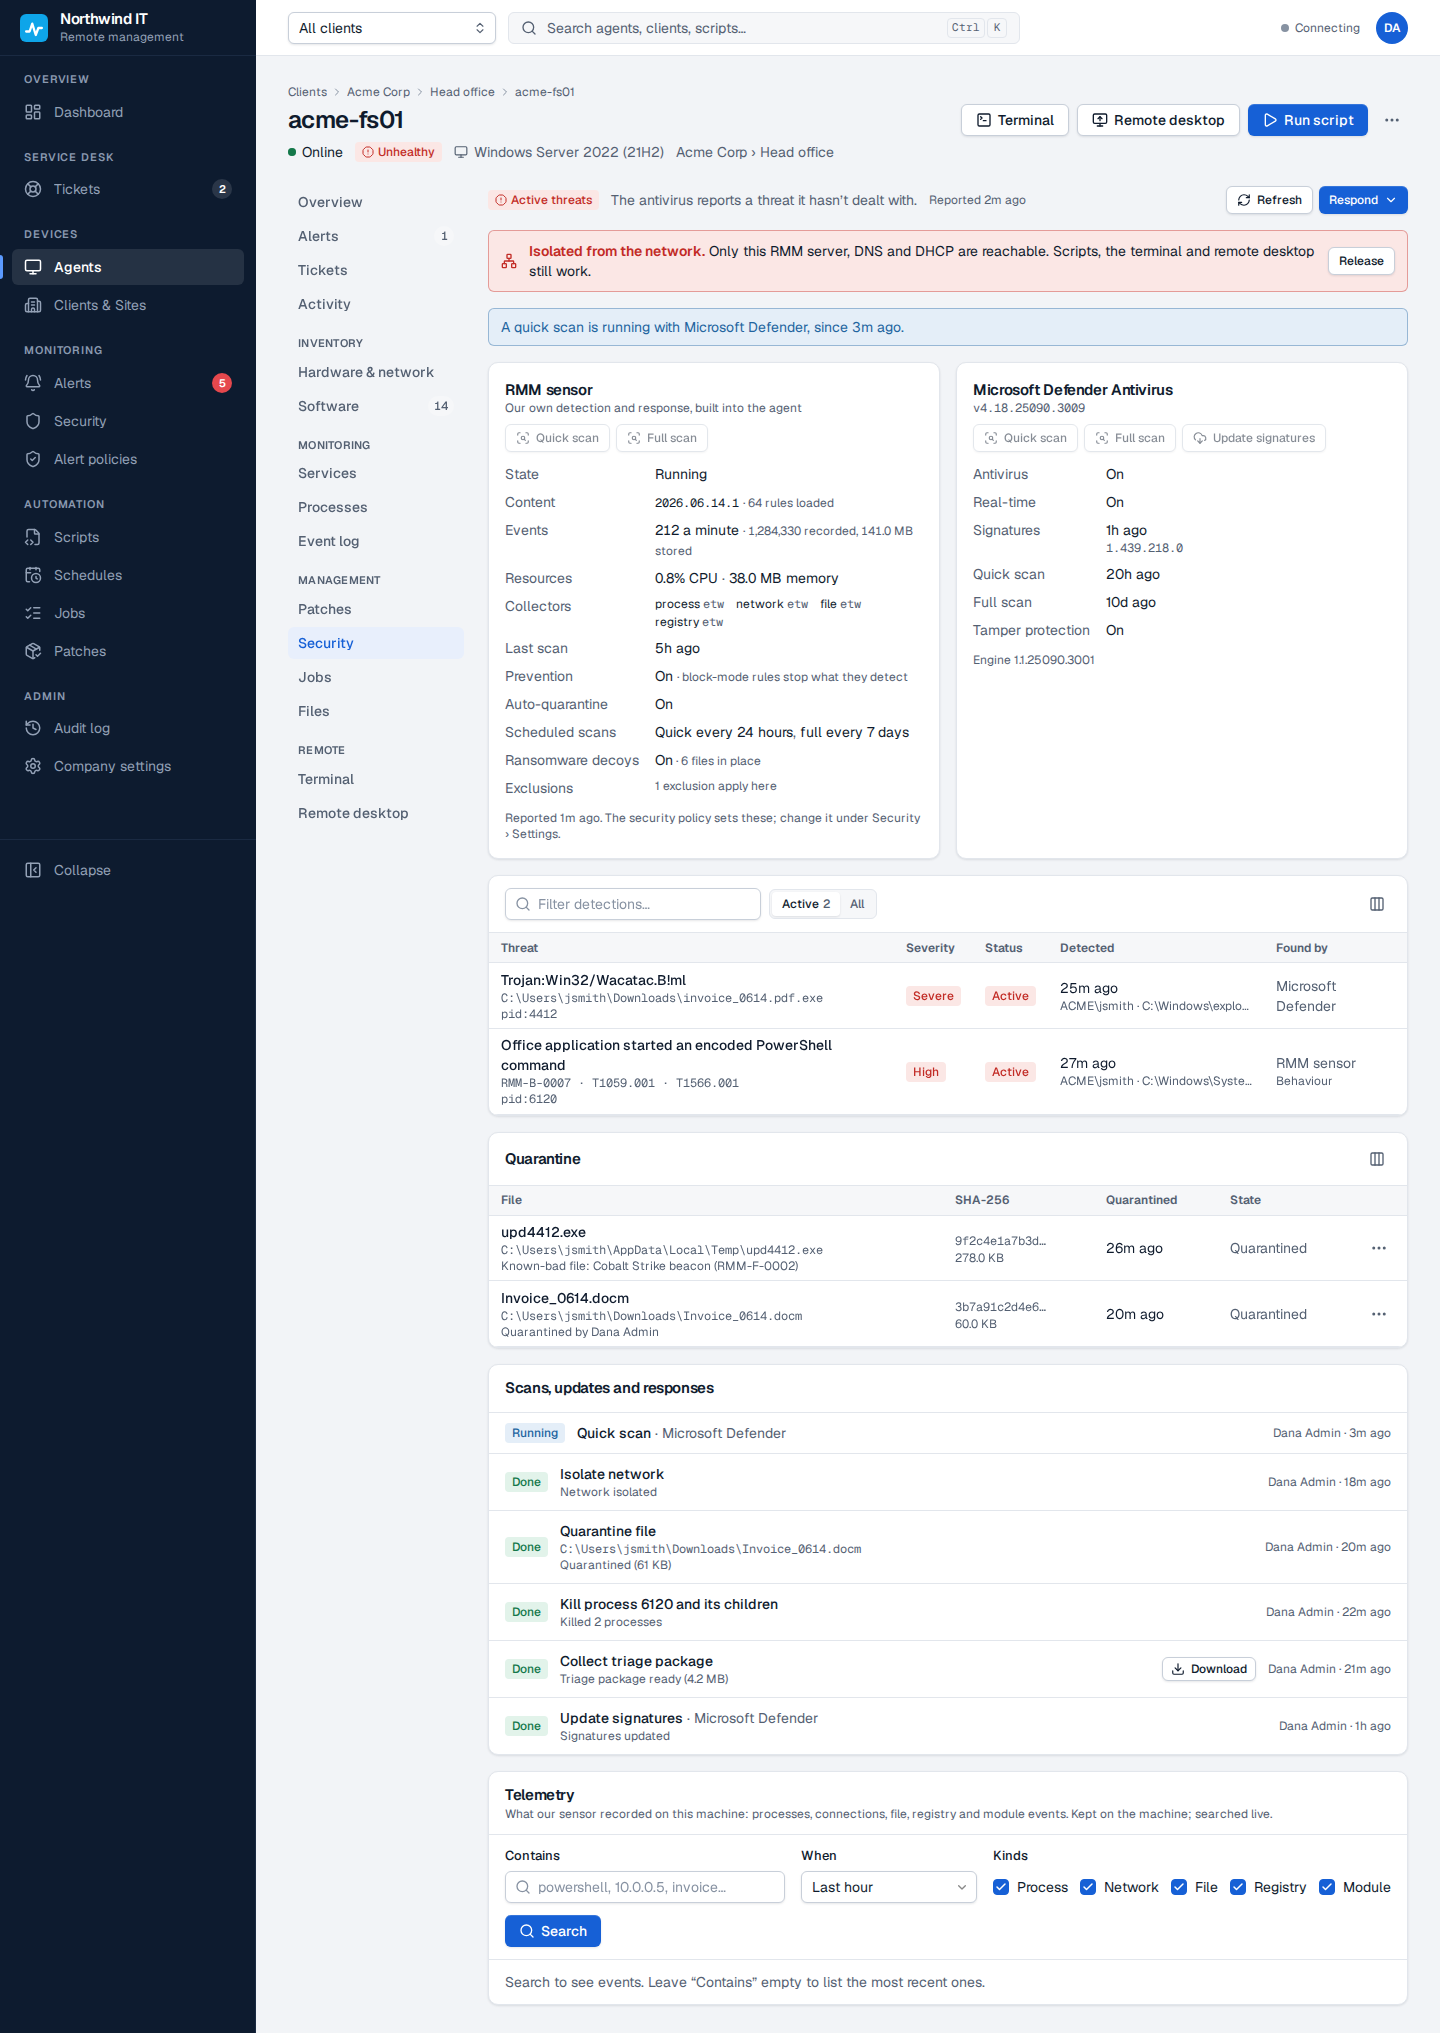 Northwind IT
Remote management
All clients
Search agents, clients, scripts...
Ctrl K
Connecting
DA
OVERVIEW
Dashboard
SERVICE DESK
Tickets 2
DEVICES
Agents
Clients & Sites
MONITORING
Alerts 5
Security
Alert policies
AUTOMATION
Scripts
Schedules
Jobs
Patches
ADMIN
Audit log
Company settings
Collapse
Clients > Acme Corp > Head office > acme-fs01
acme-fs01
Terminal
Remote desktop
Run script
Online
Unhealthy
Windows Server 2022 (21H2)
Acme Corp › Head office
Overview
Alerts 1
Tickets
Activity
INVENTORY
Hardware & network
Software 14
MONITORING
Services
Processes
Event log
MANAGEMENT
Patches
Security
Jobs
Files
REMOTE
Terminal
Remote desktop
Active threats The antivirus reports a threat it hasn't dealt with. Reported 2m ago
Refresh
Respond
Isolated from the network. Only this RMM server, DNS and DHCP are reachable. Scripts, the terminal and remote desktop
still work.
Release
A quick scan is running with Microsoft Defender, since 3m ago.
RMM sensor
Our own detection and response, built into the agent
Quick scan
Full scan
State Running
Content 2026.06.14.1 · 64 rules loaded
Events 212 a minute · 1,284,330 recorded, 141.0 MB
stored
Resources 0.8% CPU · 38.0 MB memory
Collectors process etw network etw file etw
registry etw
Last scan 5h ago
Prevention On · block-mode rules stop what they detect
Auto-quarantine On
Scheduled scans Quick every 24 hours, full every 7 days
Ransomware decoys On · 6 files in place
Exclusions 1 exclusion apply here
Reported 1m ago. The security policy sets these; change it under Security
› Settings.
Microsoft Defender Antivirus
v4.18.25090.3009
Quick scan
Full scan
Update signatures
Antivirus On
Real-time On
Signatures 1h ago
1.439.218.0
Quick scan 20h ago
Full scan 10d ago
Tamper protection On
Engine 1.1.25090.3001
Filter detections...
Active 2
All
Threat Severity Status Detected Found by
Trojan:Win32/Wacatac.B!ml
C:\Users\jsmith\Downloads\invoice_0614.pdf.exe
pid:4412
Severe
Active
25m ago
ACME\jsmith · C:\Windows\explo...
Microsoft
Defender
Office application started an encoded PowerShell
command
RMM-B-0007 · T1059.001 · T1566.001
pid:6120
High
Active
27m ago
ACME\jsmith · C:\Windows\Syste...
RMM sensor
Behaviour
Quarantine
File SHA-256 Quarantined State
upd4412.exe
C:\Users\jsmith\AppData\Local\Temp\upd4412.exe
Known-bad file: Cobalt Strike beacon (RMM-F-0002)
9f2c4e1a7b3d...
278.0 KB
26m ago
Quarantined
Invoice_0614.docm
C:\Users\jsmith\Downloads\Invoice_0614.docm
Quarantined by Dana Admin
3b7a91c2d4e6...
60.0 KB
20m ago
Quarantined
Scans, updates and responses
Running Quick scan · Microsoft Defender Dana Admin · 3m ago
Done Isolate network Dana Admin · 18m ago
Network isolated
Done Quarantine file Dana Admin · 20m ago
C:\Users\jsmith\Downloads\Invoice_0614.docm
Quarantined (61 KB)
Done Kill process 6120 and its children Dana Admin · 22m ago
Killed 2 processes
Done Collect triage package Download Dana Admin · 21m ago
Triage package ready (4.2 MB)
Done Update signatures · Microsoft Defender Dana Admin · 1h ago
Signatures updated
Telemetry
What our sensor recorded on this machine: processes, connections, file, registry and module events. Kept on the machine; searched live.
Contains When Kinds
powershell, 10.0.0.5, invoice...
Last hour
Process Network File Registry Module
Search
Search to see events. Leave “Contains” empty to list the most recent ones.